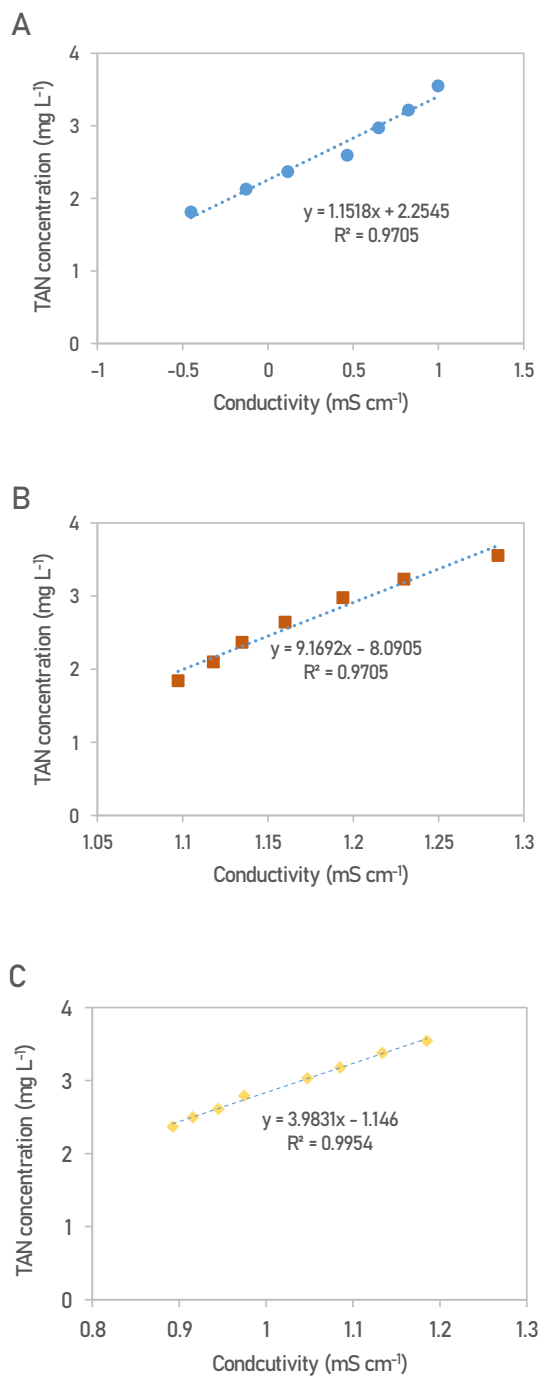 A
TAN concentration (mg L⁻¹)
4
3
2
1
0
y = 1.1518x + 2.2545
R² = 0.9705
-1
-0.5
0
0.5
1
1.5
Conductivity (mS cm⁻¹)
B
TAN concentration (mg L⁻¹)
4
3
2
1
0
y = 9.1692x – 8.0905
R² = 0.9705
1.05
1.1
1.15
1.2
1.25
1.3
Conductivity (mS cm⁻¹)
C
TAN concentration (mg L⁻¹)
4
3
2
1
0
y = 3.9831x – 1.146
R² = 0.9954
0.8
0.9
1
1.1
1.2
1.3
Condcutivity (mS cm⁻¹)